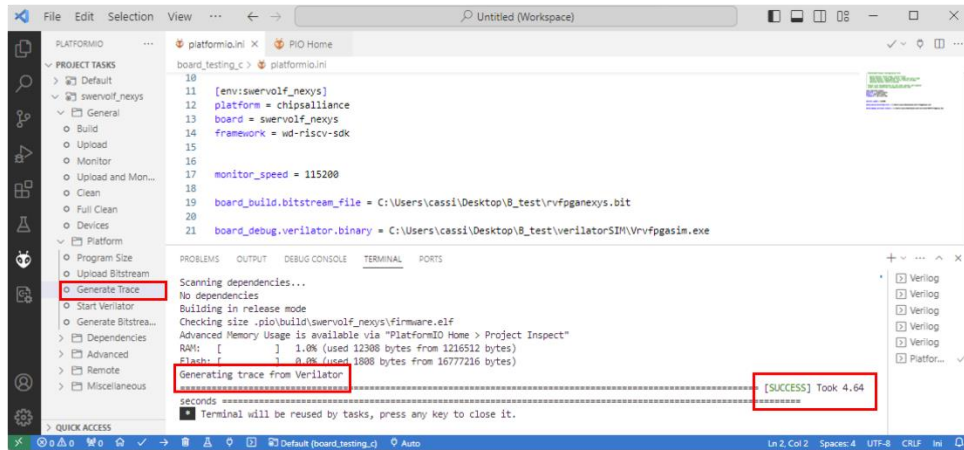 File Edit Selection View ··· Untitled (Workspace)
PLATFORMIO ···
PROJECT TASKS
Default
swervolf_nexys
General
Build
Upload
Monitor
Upload and Mon...
Clean
Full Clean
Devices
Platform
Program Size
Upload Bitstream
Generate Trace
Start Verilator
Generate Bitstrea...
Dependencies
Advanced
Remote
Miscellaneous
QUICK ACCESS
platformio.ini PIO Home
board_testing_c > platformio.ini
10
11 [env:swervolf_nexys]
12 platform = chipsalliance
13 board = swervolf_nexys
14 framework = wd-riscv-sdk
15
16
17 monitor_speed = 115200
18
19 board_build.bitstream_file = C:\Users\cassi\Desktop\B_test\rvfpganexys.bit
20
21 board_debug.verilator.binary = C:\Users\cassi\Desktop\B_test\verilatorSIM\Vrvfpgasim.exe
PROBLEMS OUTPUT DEBUG CONSOLE TERMINAL PORTS
Scanning dependencies...
No dependencies
Building in release mode
Checking size .pio\build\swervolf_nexys\firmware.elf
Advanced Memory Usage is available via "PlatformIO Home > Project Inspect"
RAM: [ ] 1.0% (used 12308 bytes from 1216512 bytes)
Flash: [ ] 0.0% (used 1808 bytes from 16777216 bytes)
Generating trace from Verilator
[SUCCESS] Took 4.64
seconds
Terminal will be reused by tasks, press any key to close it.
Verilog
Verilog
Verilog
Verilog
Verilog
Platfor...
0 0 0 Default (board_testing_c) Auto Ln 2, Col 2 Spaces: 4 UTF-8 CRLF Ini